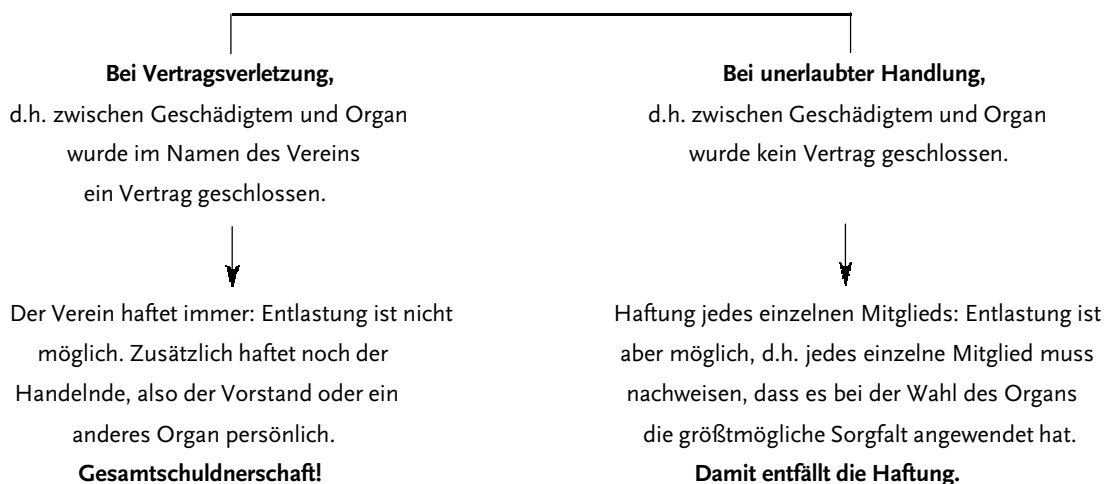 Bei Vertragsverletzung,
d.h. zwischen Geschädigtem und Organ
wurde im Namen des Vereins
ein Vertrag geschlossen.
Der Verein haftet immer: Entlastung ist nicht
möglich. Zusätzlich haftet noch der
Handelnde, also der Vorstand oder ein
anderes Organ persönlich.
Gesamtschuldnerschaft!
Bei unerlaubter Handlung,
d.h. zwischen Geschädigtem und Organ
wurde kein Vertrag geschlossen.
Haftung jedes einzelnen Mitglieds: Entlastung ist
aber möglich, d.h. jedes einzelne Mitglied muss
nachweisen, dass es bei der Wahl des Organs
die größtmögliche Sorgfalt angewendet hat.
Damit entfällt die Haftung.